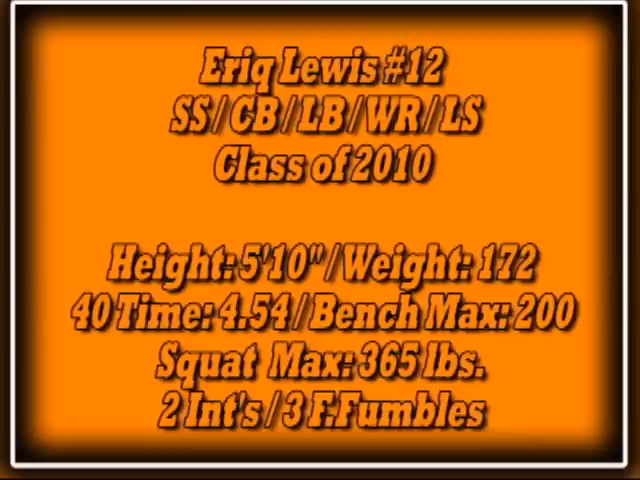 Eriq Lewis #12
SS / CB / LB / WR / LS
Class of 2010
Height: 5'10" / Weight: 172
40 Time: 4.54 / Bench Max: 200
Squat Max: 365 lbs.
2 Int's / 3 F.Fumbles